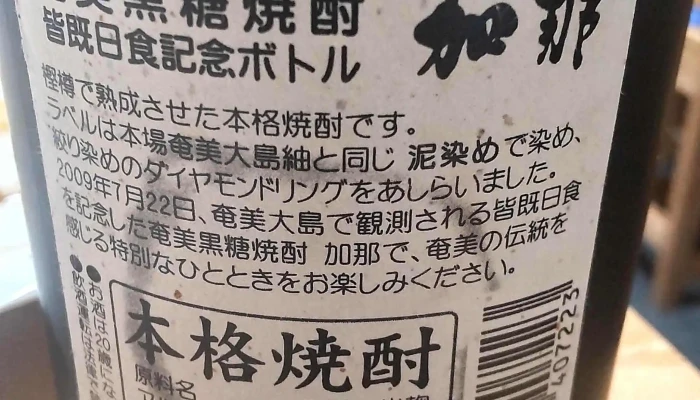 美黒糖焼酎
皆既日食記念ボトル
加那
樫樽で熟成させた本格焼酎です。
ラベルは本場奄美大島紬と同じ 泥染めで染め、
絞り染めのダイヤモンドリングをあしらいました。
2009年7月22日、奄美大島で観測される皆既日食
を記念した奄美黒糖焼酎 加那で、奄美の伝統を
感じる特別なひとときをお楽しみください。
●お酒は20歳にな
●飲酒運転は法律で
本格焼酎
原料名
407223